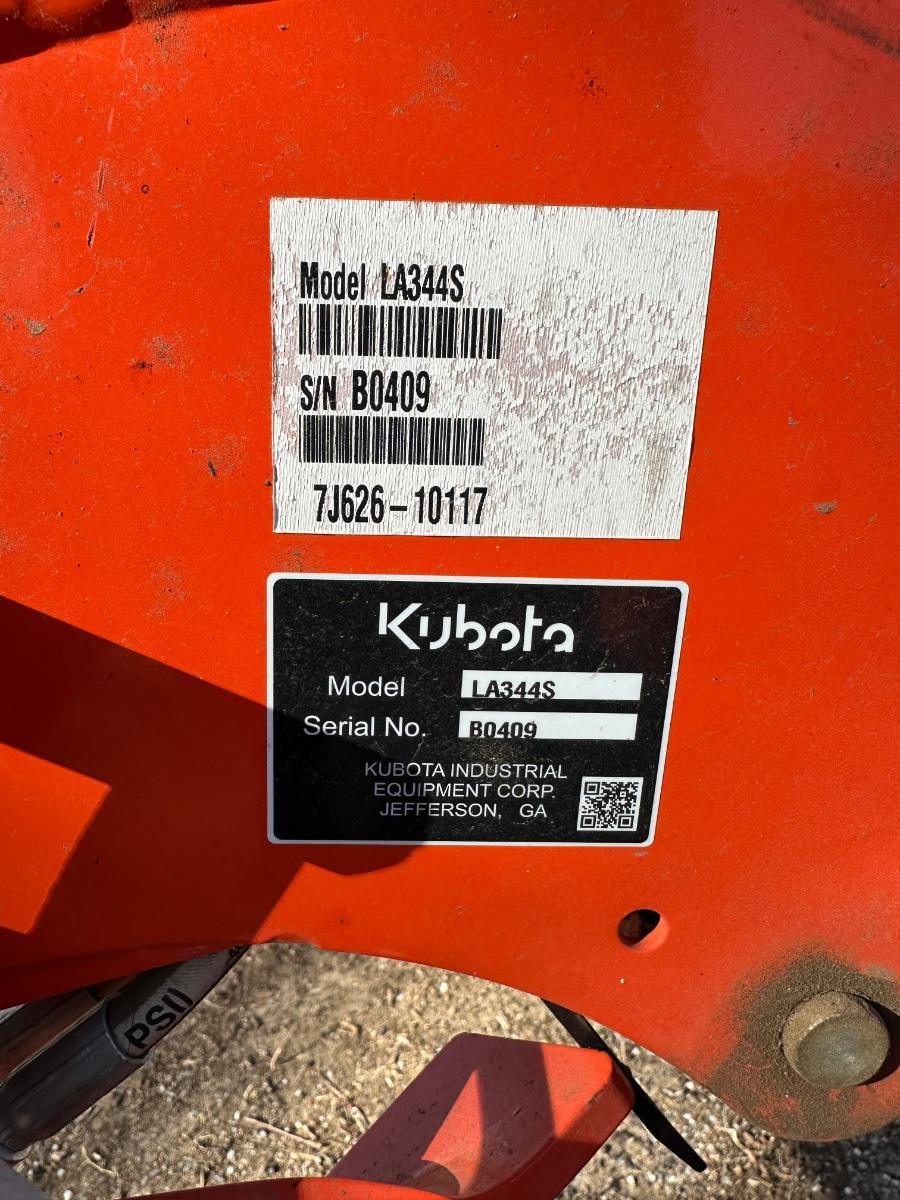 Model LA344S
S/N B0409
7J626-10117
Kubota
Model LA344S
Serial No. B0409
KUBOTA INDUSTRIAL
EQUIPMENT CORP.
JEFFERSON, GA
PSI)